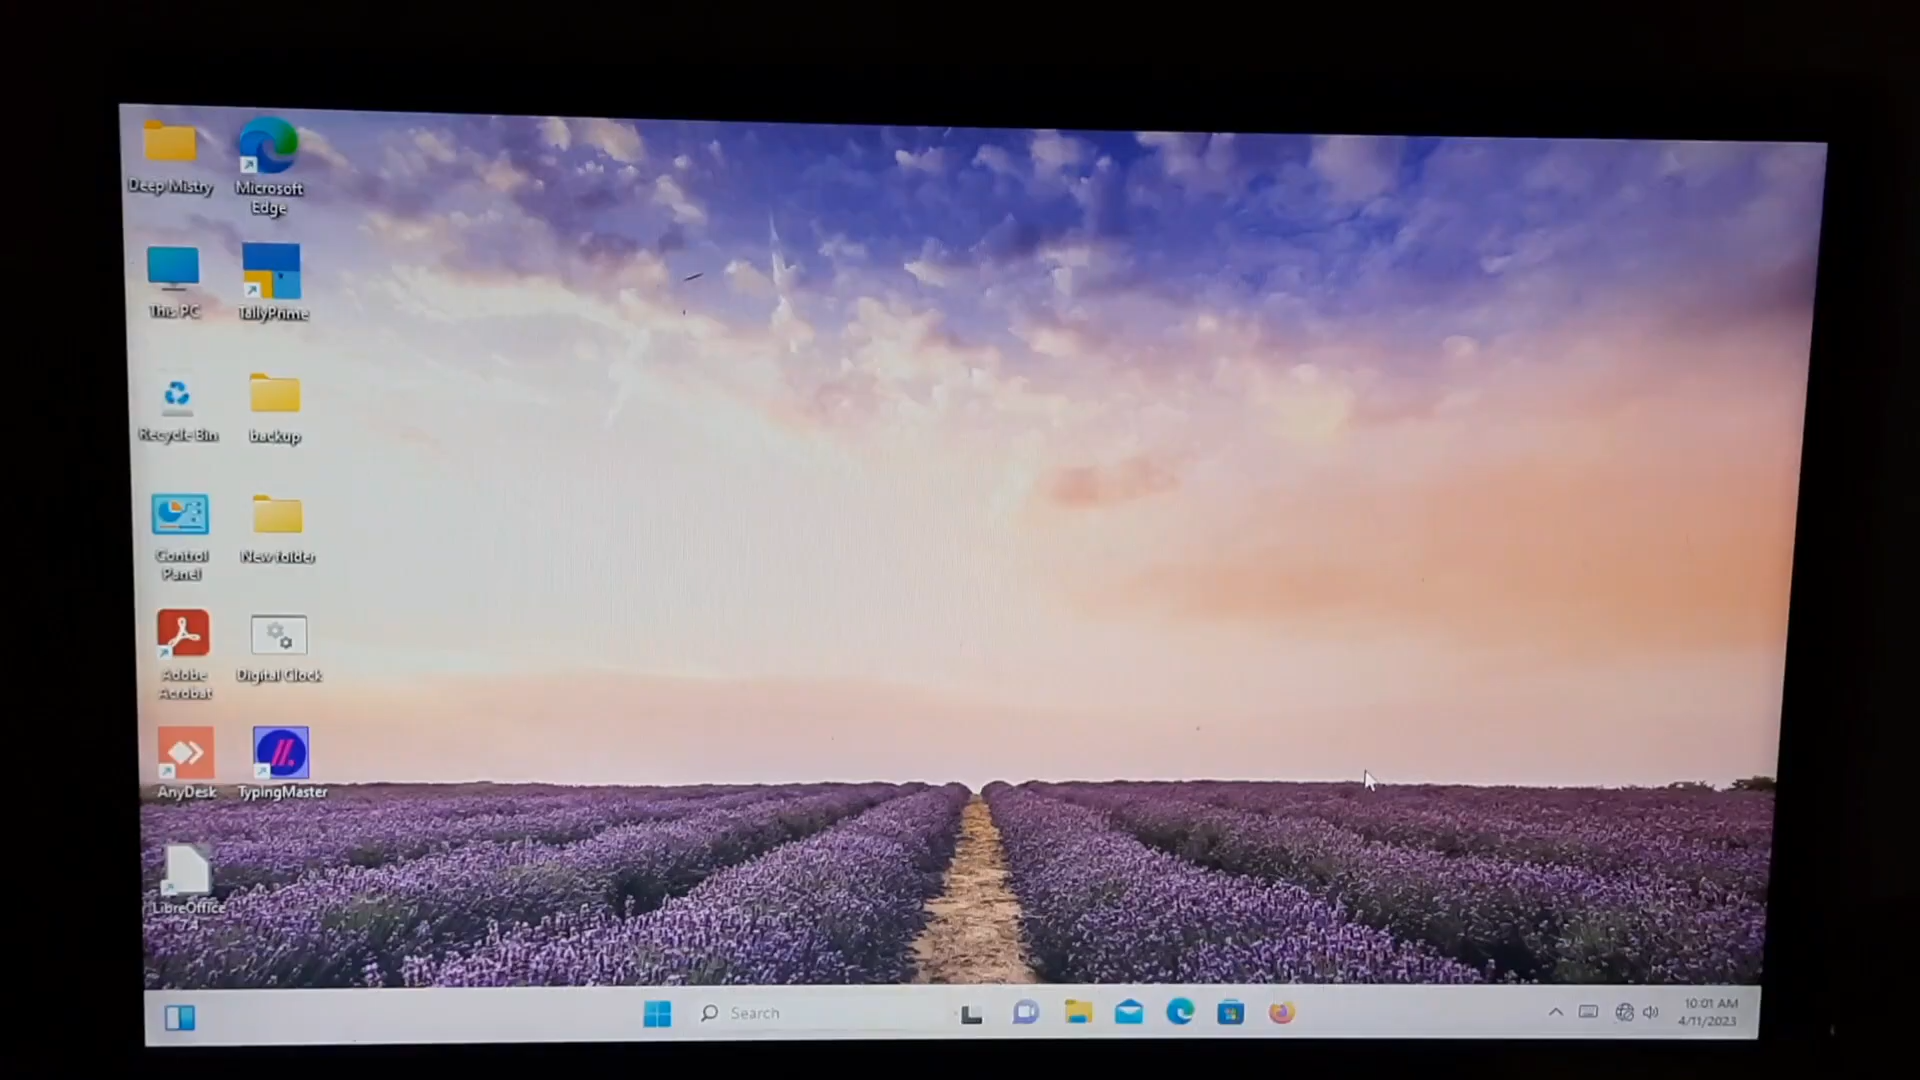 Deep Mistry
Microsoft
Edge
This PC
TallyPrime
Recycle Bin
backup
Control
Panel
New folder
Adobe
Acrobat
Digital Clock
AnyDesk
TypingMaster
LibreOffice
Search
10:01 AM
4/11/2023